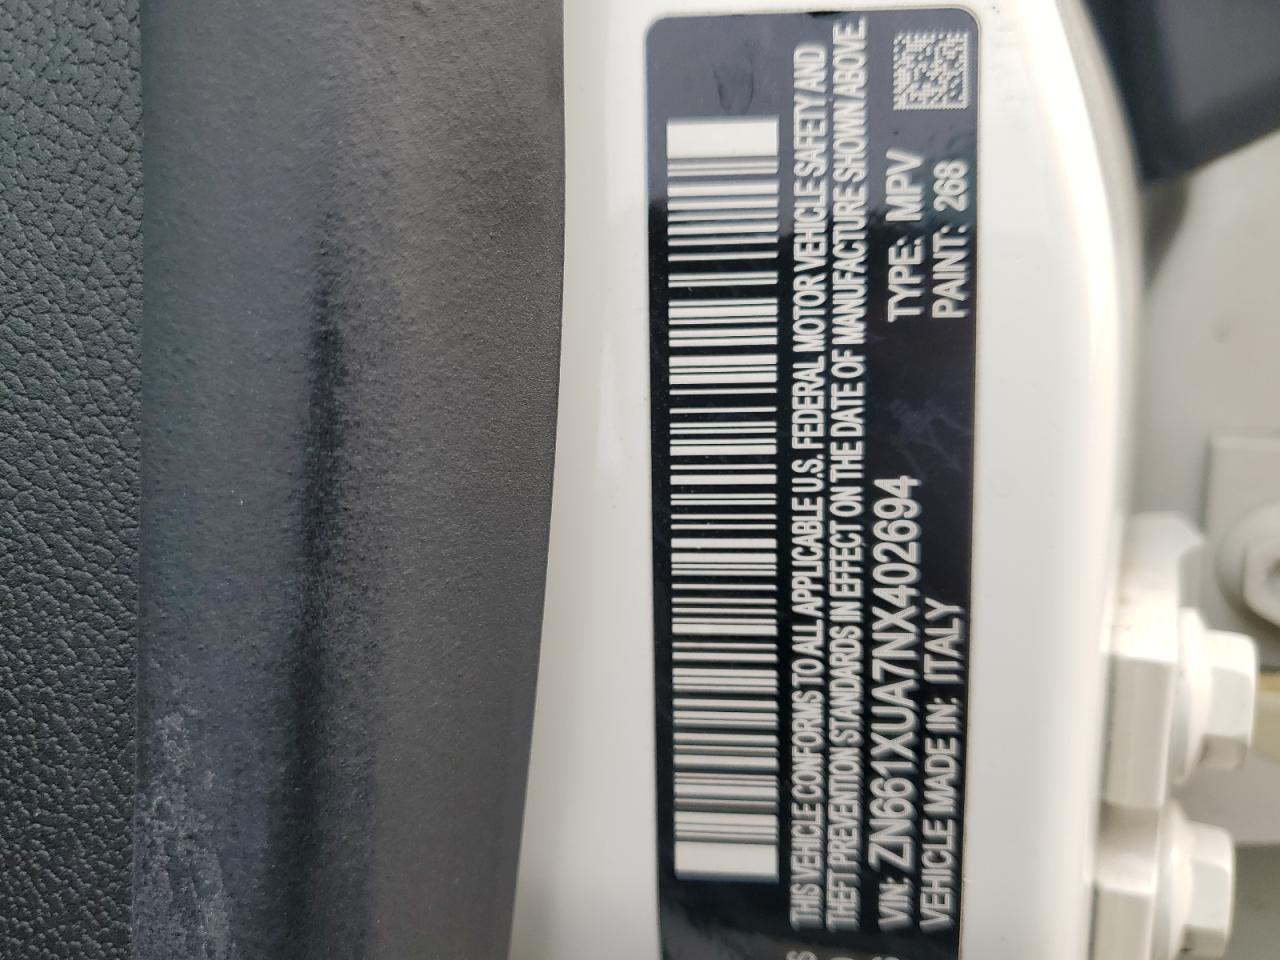 THIS VEHICLE CONFORMS TO ALL APPLICABLE U.S. FEDERAL MOTOR VEHICLE SAFETY AND
THEFT PREVENTION STANDARDS IN EFFECT ON THE DATE OF MANUFACTURE SHOWN ABOVE.
VIN: ZN661XUA7NX402694 TYPE: MPV
VEHICLE MADE IN: ITALY PAINT: 268